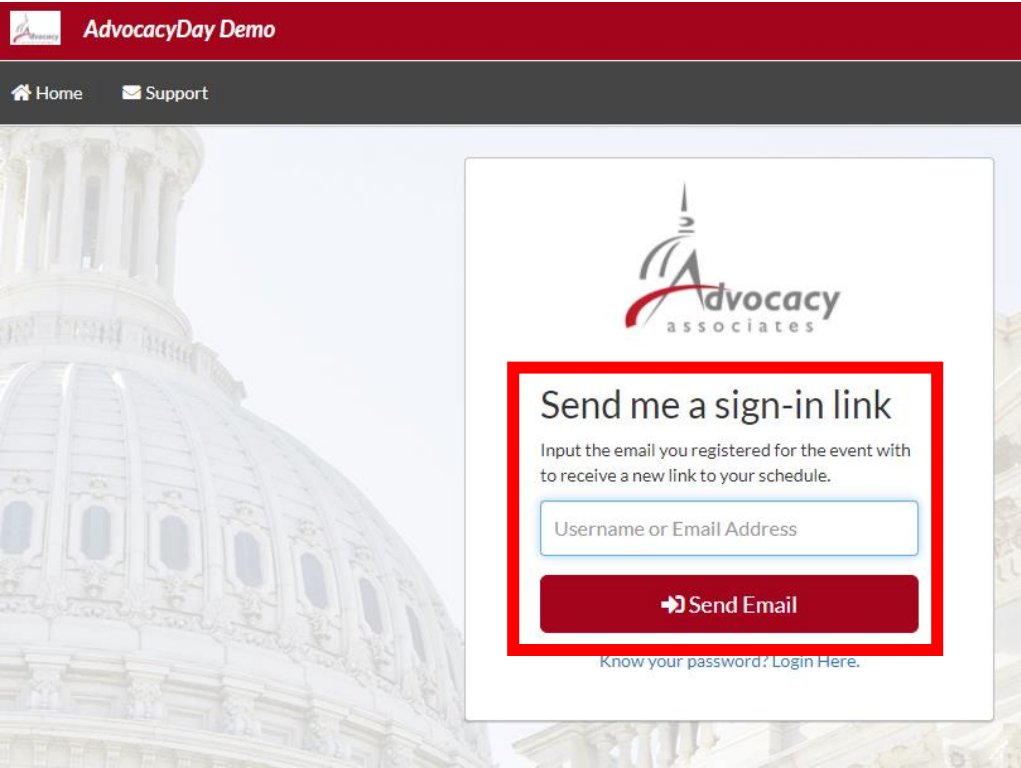 Advocacy
AdvocacyDay Demo
Home
Support
Advocacy
associates
Send me a sign-in link
Input the email you registered for the event with
to receive a new link to your schedule.
Username or Email Address
Send Email
Know your password? Login Here.